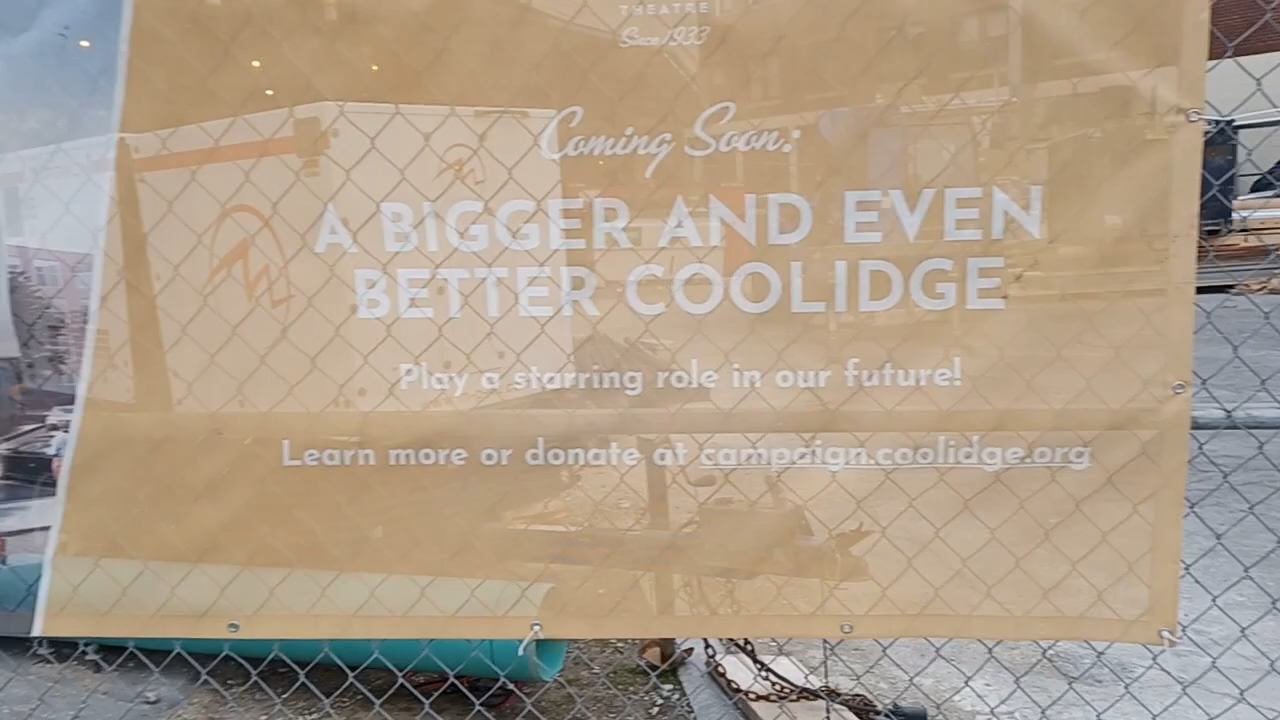 THEATRE
Since 1933
Coming Soon:
A BIGGER AND EVEN
BETTER COOLIDGE
Play a starring role in our future!
Learn more or donate at campaign.coolidge.org